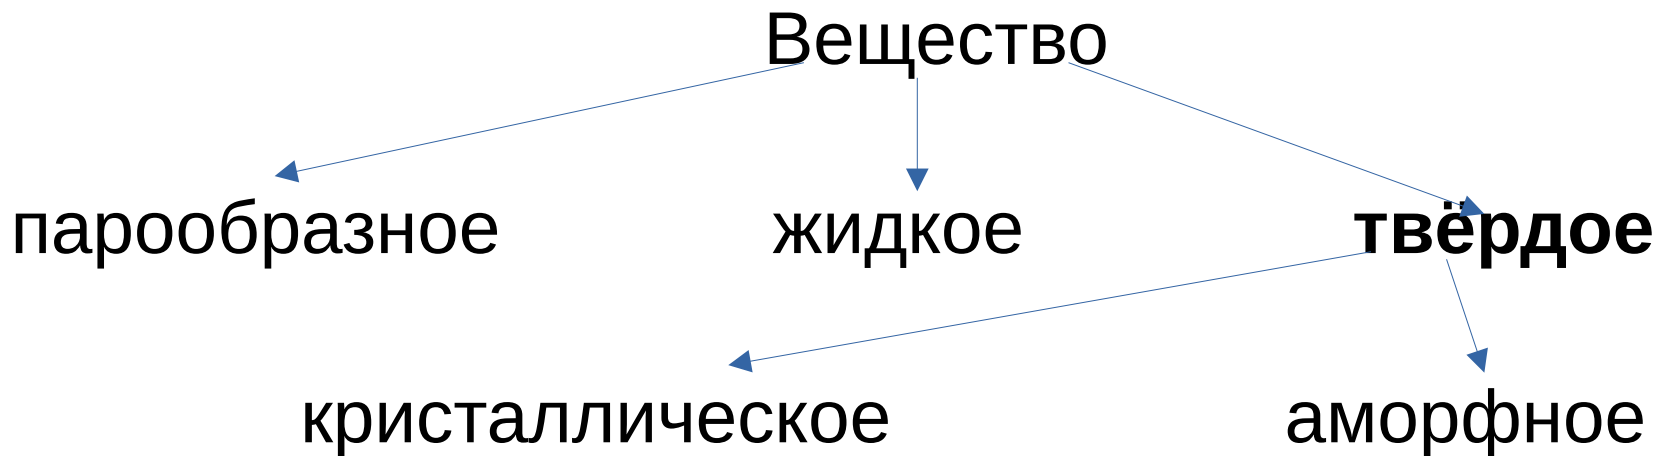 Вещество
парообразное жидкое твёрдое
кристаллическое аморфное